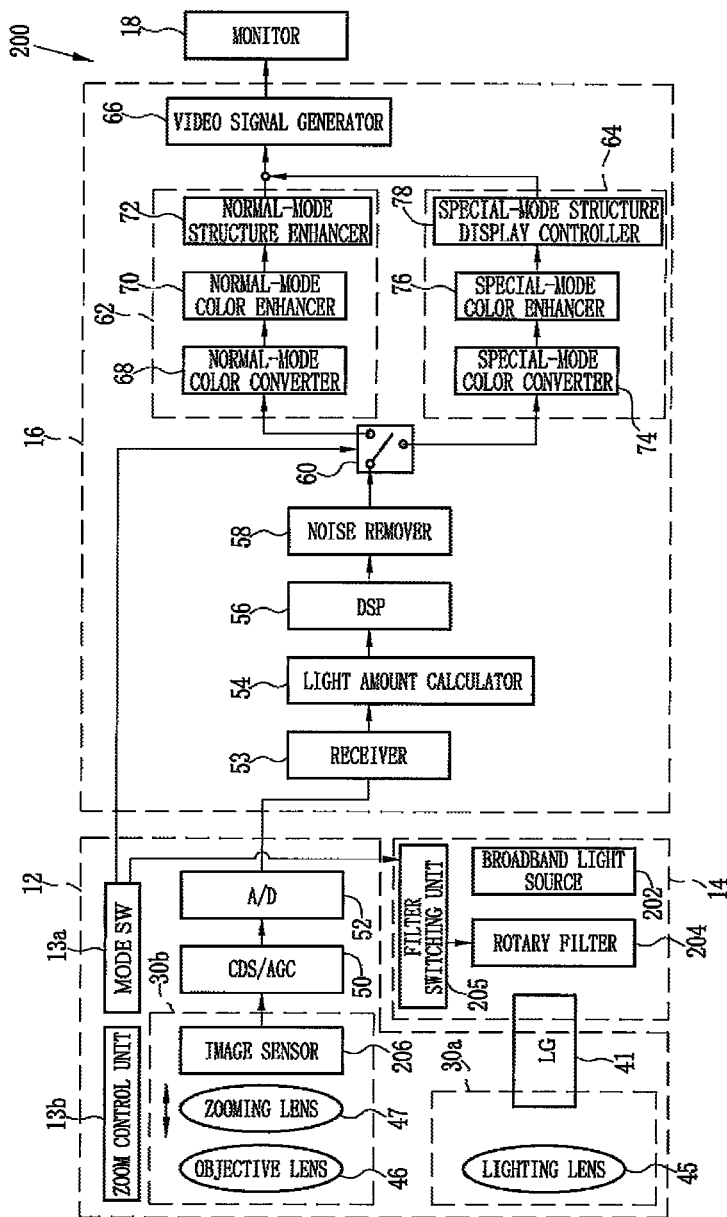 200
18
MONITOR
66
VIDEO SIGNAL GENERATOR
64
72
NORMAL-MODE
STRUCTURE ENHANCER
78
SPECIAL-MODE STRUCTURE
DISPLAY CONTROLLER
70
NORMAL-MODE
COLOR ENHANCER
76
SPECIAL-MODE
COLOR ENHANCER
62
68
NORMAL-MODE
COLOR CONVERTER
SPECIAL-MODE
COLOR CONVERTER
74
16
60
58
NOISE REMOVER
56
DSP
54
LIGHT AMOUNT CALCULATOR
53
RECEIVER
12
13a
MODE SW
A/D
52
FILTER
SWITCHING UNIT
205
BROADBAND LIGHT
SOURCE
202
14
CDS/AGC
50
ROTARY FILTER
204
30b
13b
ZOOM CONTROL UNIT
IMAGE SENSOR
206
LG
41
30a
ZOOMING LENS
47
OBJECTIVE LENS
46
LIGHTING LENS
45